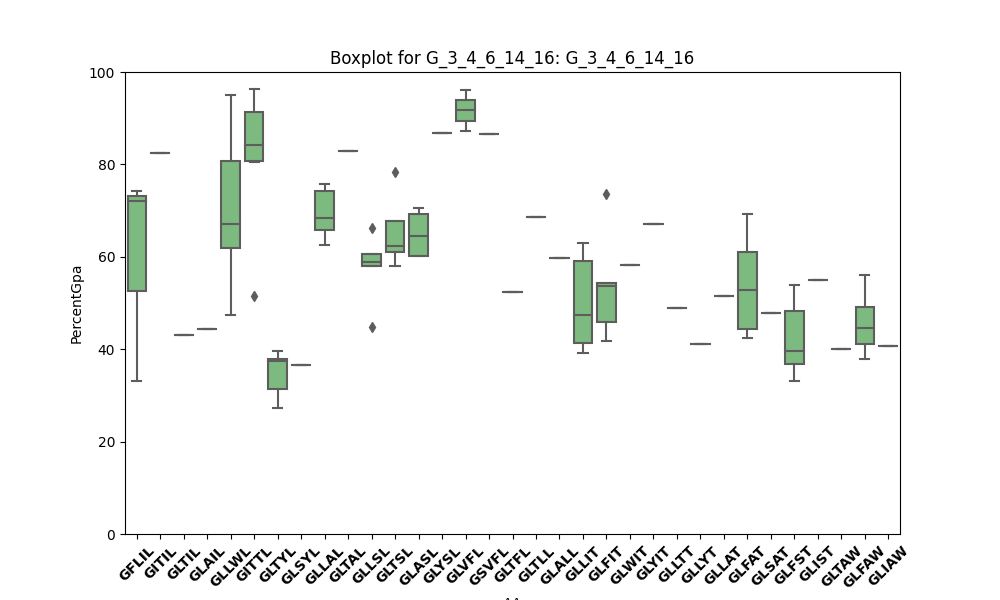 Boxplot for G_3_4_6_14_16: G_3_4_6_14_16
PercentGpa
100
80
60
40
20
0
GFLIL
GITIL
GLTIL
GLAIL
GLLWL
GITTL
GLTYL
GLSYL
GLLAL
GLTAL
GLLSL
GLTSL
GLASL
GLYSL
GLVFL
GSVFL
GLTFL
GLTLL
GLALL
GLLIT
GLFIT
GLWIT
GLYIT
GLLTT
GLLYT
GLLAT
GLFAT
GLSAT
GLFST
GLIST
GLTAW
GLFAW
GLIAW